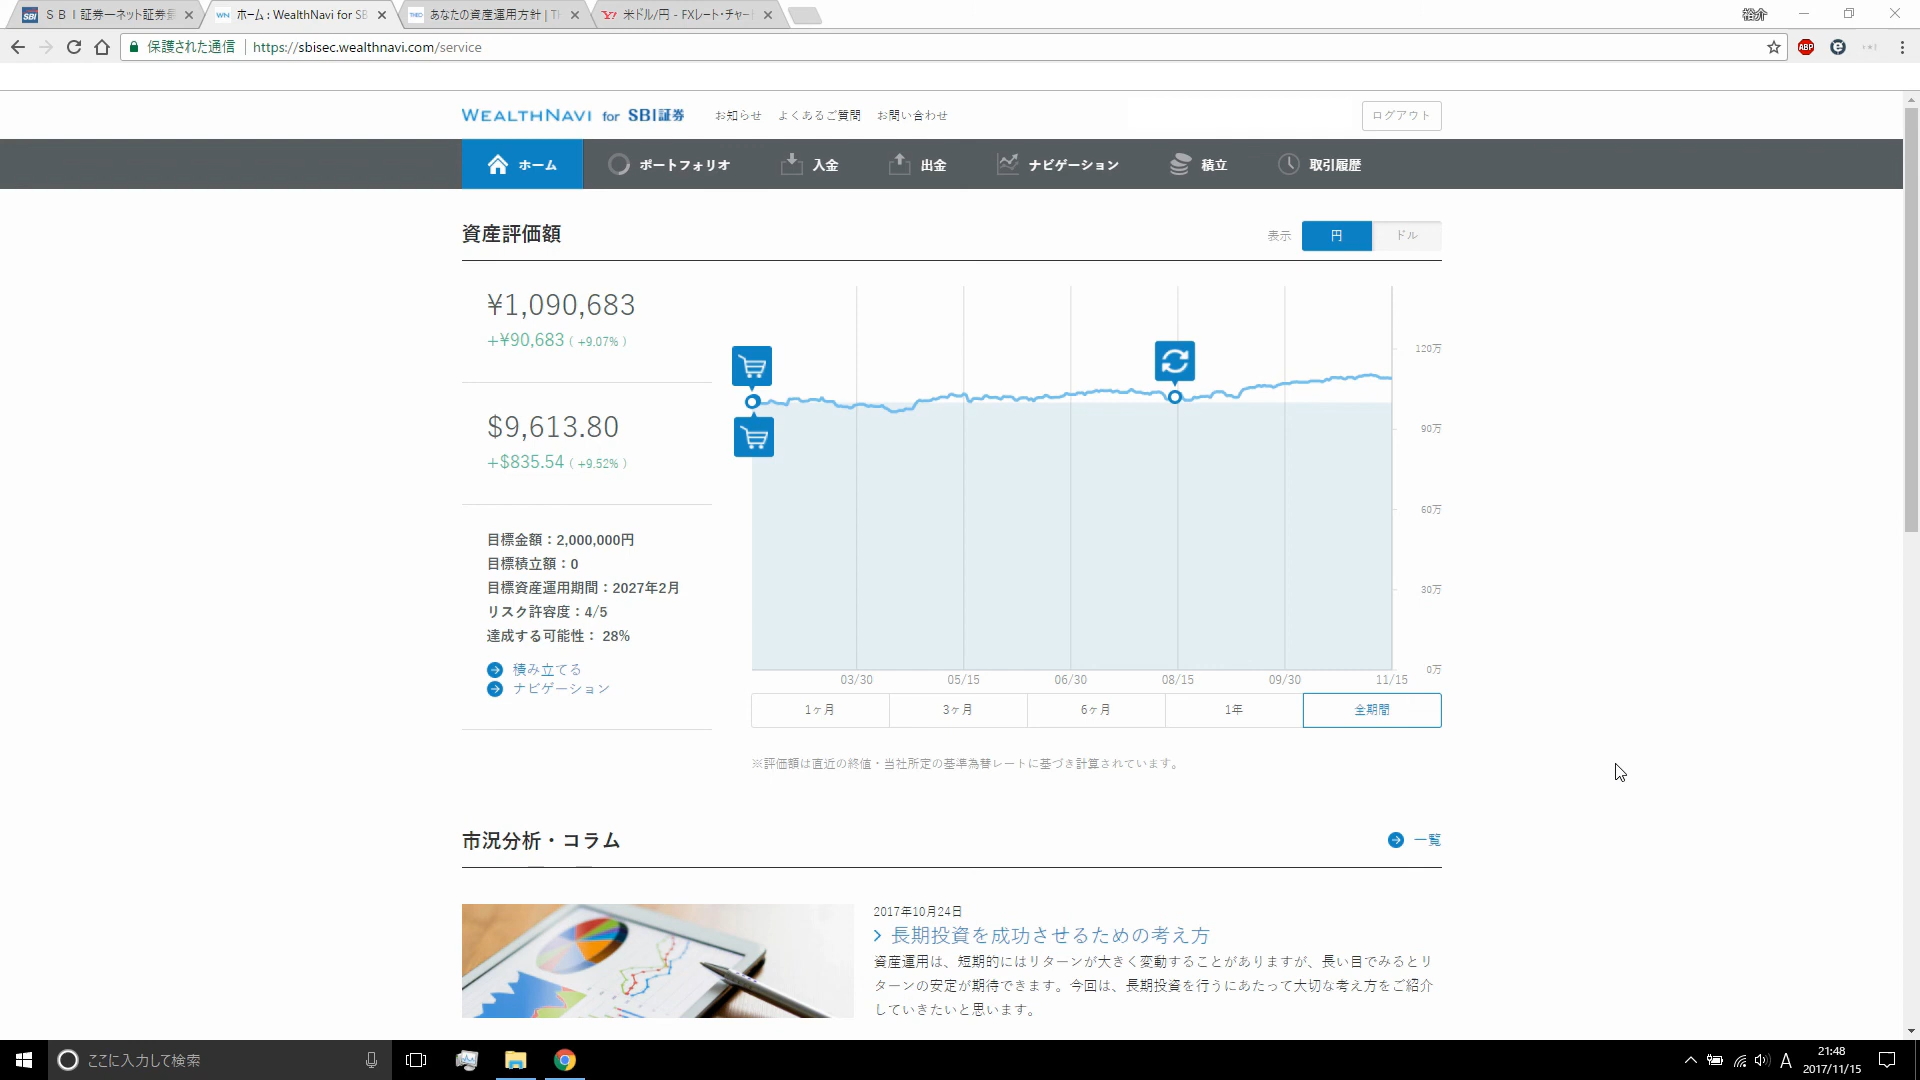 ＳＢＩ証券−ネット証券最
ホーム : WealthNavi for SB
あなたの資産運用方針 | T
米ドル/円 - FXレート・チャー
裕介
保護された通信
https://sbisec.wealthnavi.com/service
ABP
WEALTHNAVI for SBI証券
お知らせ
よくあるご質問
お問い合わせ
ログアウト
ホーム
ポートフォリオ
入金
出金
ナビゲーション
積立
取引履歴
資産評価額
表示
円
ドル
¥1,090,683
+¥90,683 ( +9.07% )
$9,613.80
+$835.54 ( +9.52% )
目標金額：2,000,000円
目標積立額：0
目標資産運用期間：2027年2月
リスク許容度：4/5
達成する可能性： 28%
積み立てる
ナビゲーション
120万
90万
60万
30万
0万
03/30
05/15
06/30
08/15
09/30
11/15
1ヶ月
3ヶ月
6ヶ月
1年
全期間
※評価額は直近の終値・当社所定の基準為替レートに基づき計算されています。
市況分析・コラム
一覧
2017年10月24日
長期投資を成功させるための考え方
資産運用は、短期的にはリターンが大きく変動することがありますが、長い目でみるとリ
ターンの安定が期待できます。今回は、長期投資を行うにあたって大切な考え方をご紹介
していきたいと思います。
ここに入力して検索
A
21:48
2017/11/15